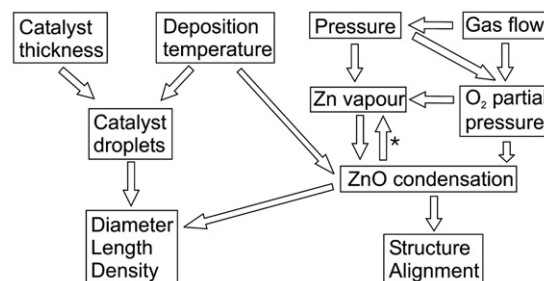 Catalyst
thickness
Deposition
temperature
Pressure
Gas flow
Zn vapour
O₂ partial
pressure
Catalyst
droplets
*
ZnO condensation
Diameter
Length
Density
Structure
Alignment